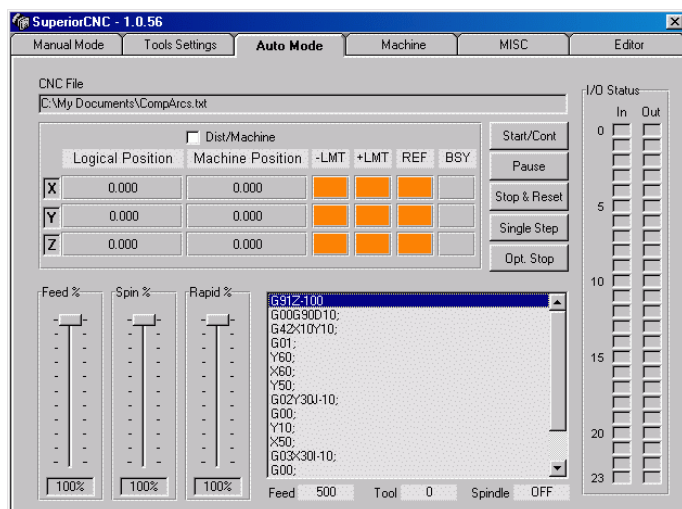 SuperiorCNC - 1.0.56
Manual Mode Tools Settings Auto Mode Machine MISC Editor
CNC File
C:\My Documents\CompArcs.txt
Dist/Machine
Logical Position Machine Position -LMT +LMT REF BSY
X 0.000 0.000
Y 0.000 0.000
Z 0.000 0.000
Start/Cont
Pause
Stop & Reset
Single Step
Opt. Stop
I/O Status
In Out
0
5
10
15
20
23
Feed % Spin % Rapid %
100% 100% 100%
G91Z-100
G00G90D10;
G42X10Y10;
G01;
Y60;
X60;
Y50;
G02Y30J-10;
G00;
Y10;
X50;
G03X30I-10;
G00;
Feed 500 Tool 0 Spindle OFF